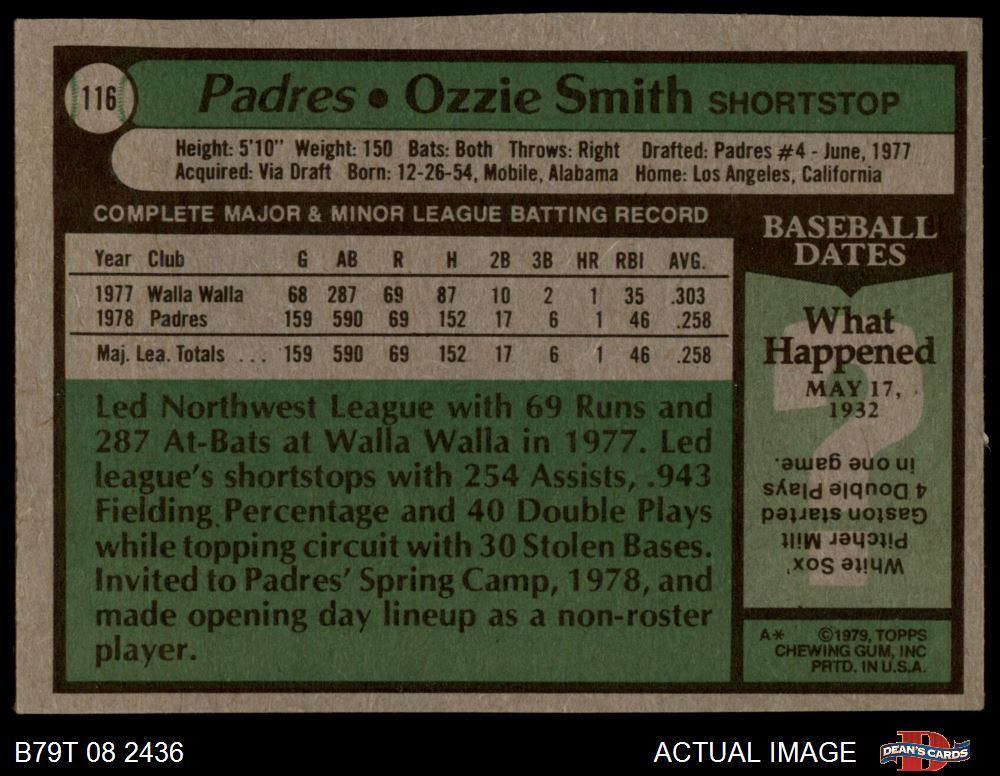 116
Padres • Ozzie Smith SHORTSTOP
Height: 5'10" Weight: 150 Bats: Both Throws: Right Drafted: Padres #4 - June, 1977
Acquired: Via Draft Born: 12-26-54, Mobile, Alabama Home: Los Angeles, California
COMPLETE MAJOR & MINOR LEAGUE BATTING RECORD
Year Club G AB R H 2B 3B HR RBI AVG.
1977 Walla Walla 68 287 69 87 10 2 1 35 .303
1978 Padres 159 590 69 152 17 6 1 46 .258
Maj. Lea. Totals ... 159 590 69 152 17 6 1 46 .258
Led Northwest League with 69 Runs and
287 At-Bats at Walla Walla in 1977. Led
league's shortstops with 254 Assists, .943
Fielding Percentage and 40 Double Plays
while topping circuit with 30 Stolen Bases.
Invited to Padres' Spring Camp, 1978, and
made opening day lineup as a non-roster
player.
BASEBALL
DATES
What
Happened
MAY 17,
1932
?
White Sox'
Pitcher Milt
Gaston started
4 Double Plays
in one game.
A* ©1979, TOPPS
CHEWING GUM, INC
PRTD. IN U.S.A.
B79T 08 2436
ACTUAL IMAGE
D
DEAN'S CARDS